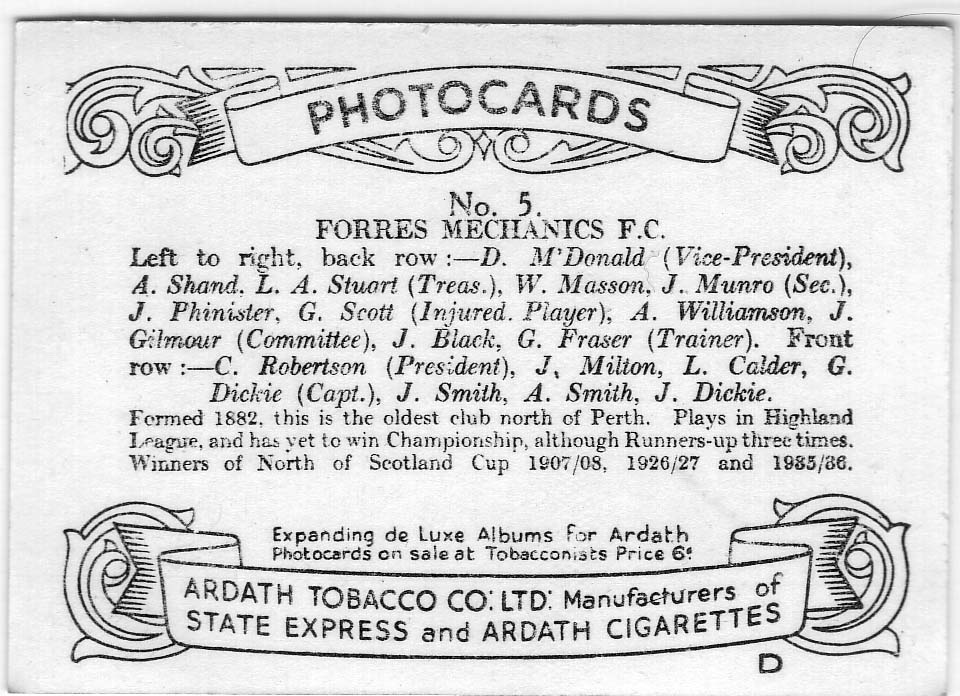 PHOTOCARDS
No. 5.
FORRES MECHANICS F.C.
Left to right, back row :—D. M'Donald (Vice-President),
A. Shand, L. A. Stuart (Treas.), W. Masson, J. Munro (Sec.),
J. Phinister, G. Scott (Injured. Player), A. Williamson, J.
Gilmour (Committee), J. Black, G. Fraser (Trainer). Front
row :—C. Robertson (President), J. Milton, L. Calder, G.
Dickie (Capt.), J. Smith, A. Smith, J. Dickie.
Formed 1882, this is the oldest club north of Perth. Plays in Highland
League, and has yet to win Championship, although Runners-up three times.
Winners of North of Scotland Cup 1907/08, 1926/27 and 1935/36.
Expanding de Luxe Albums for Ardath
Photocards on sale at Tobacconists Price 6d
ARDATH TOBACCO CO: LTD: Manufacturers of
STATE EXPRESS and ARDATH CIGARETTES
D